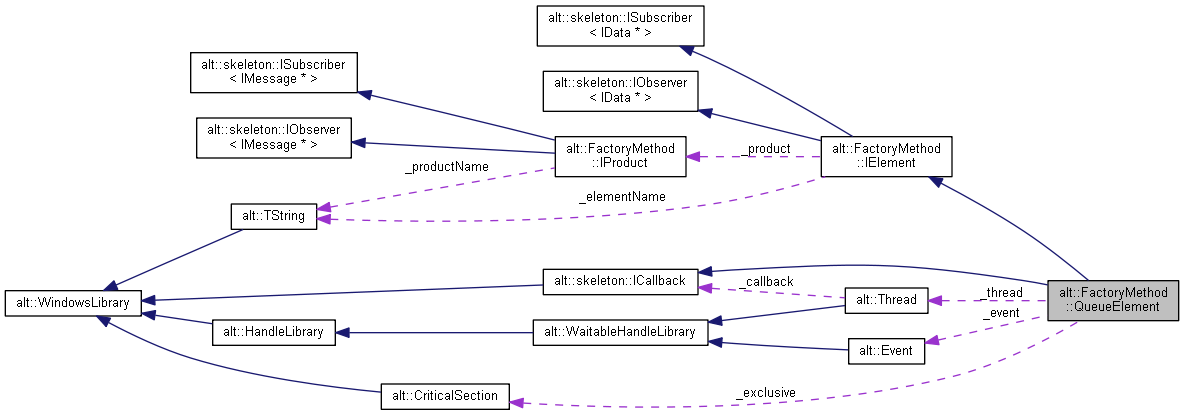 alt::skeleton::ISubscriber
< IData * >
alt::skeleton::ISubscriber
< IMessage * >
alt::skeleton::IObserver
< IData * >
alt::skeleton::IObserver
< IMessage * >
alt::FactoryMethod
::IProduct
_product
alt::FactoryMethod
::IElement
_productName
_elementName
alt::TString
alt::skeleton::ICallback
_callback
alt::Thread
_thread
alt::FactoryMethod
::QueueElement
alt::WindowsLibrary
_event
alt::HandleLibrary
alt::WaitableHandleLibrary
alt::Event
alt::CriticalSection
_exclusive